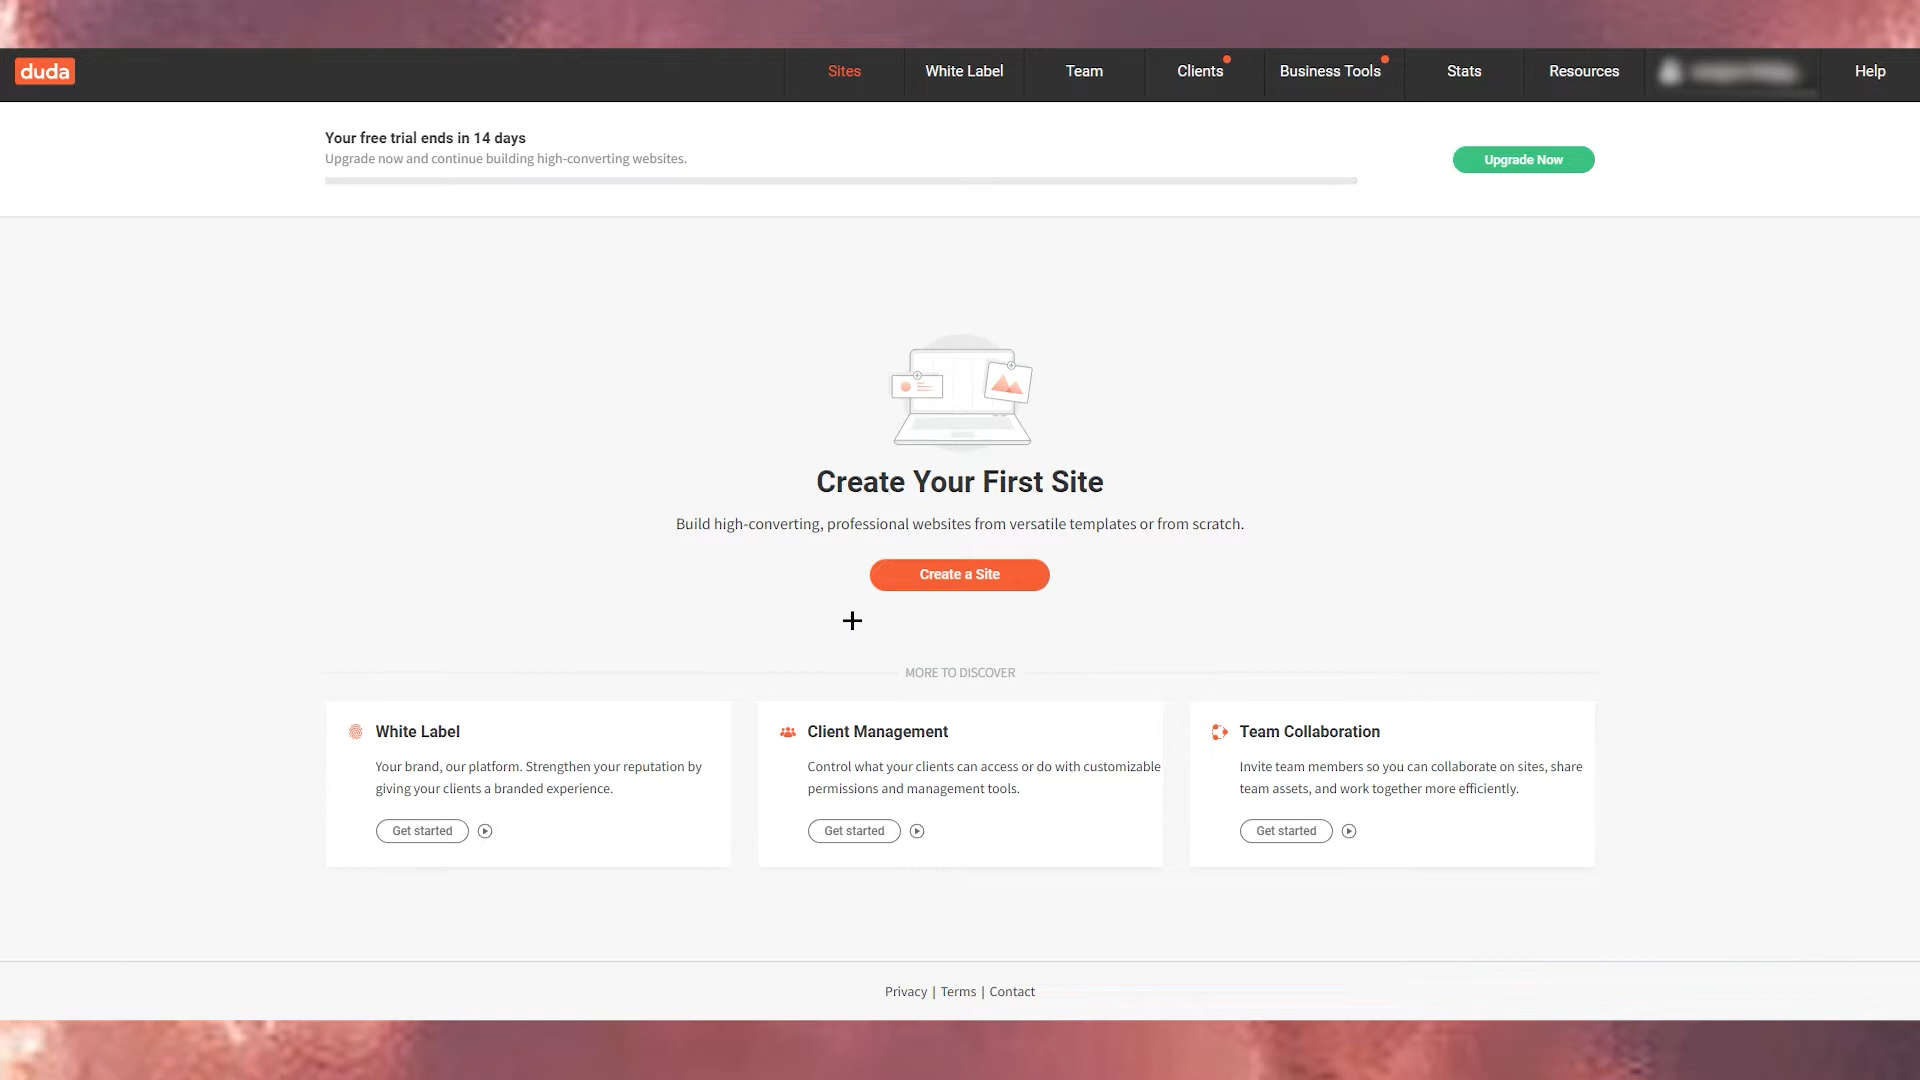 duda
Sites
White Label
Team
Clients
Business Tools
Stats
Resources
Help
Your free trial ends in 14 days
Upgrade now and continue building high-converting websites.
Upgrade Now
Create Your First Site
Build high-converting, professional websites from versatile templates or from scratch.
Create a Site
MORE TO DISCOVER
White Label
Your brand, our platform. Strengthen your reputation by
giving your clients a branded experience.
Get started
Client Management
Control what your clients can access or do with customizable
permissions and management tools.
Get started
Team Collaboration
Invite team members so you can collaborate on sites, share
team assets, and work together more efficiently.
Get started
Privacy | Terms | Contact